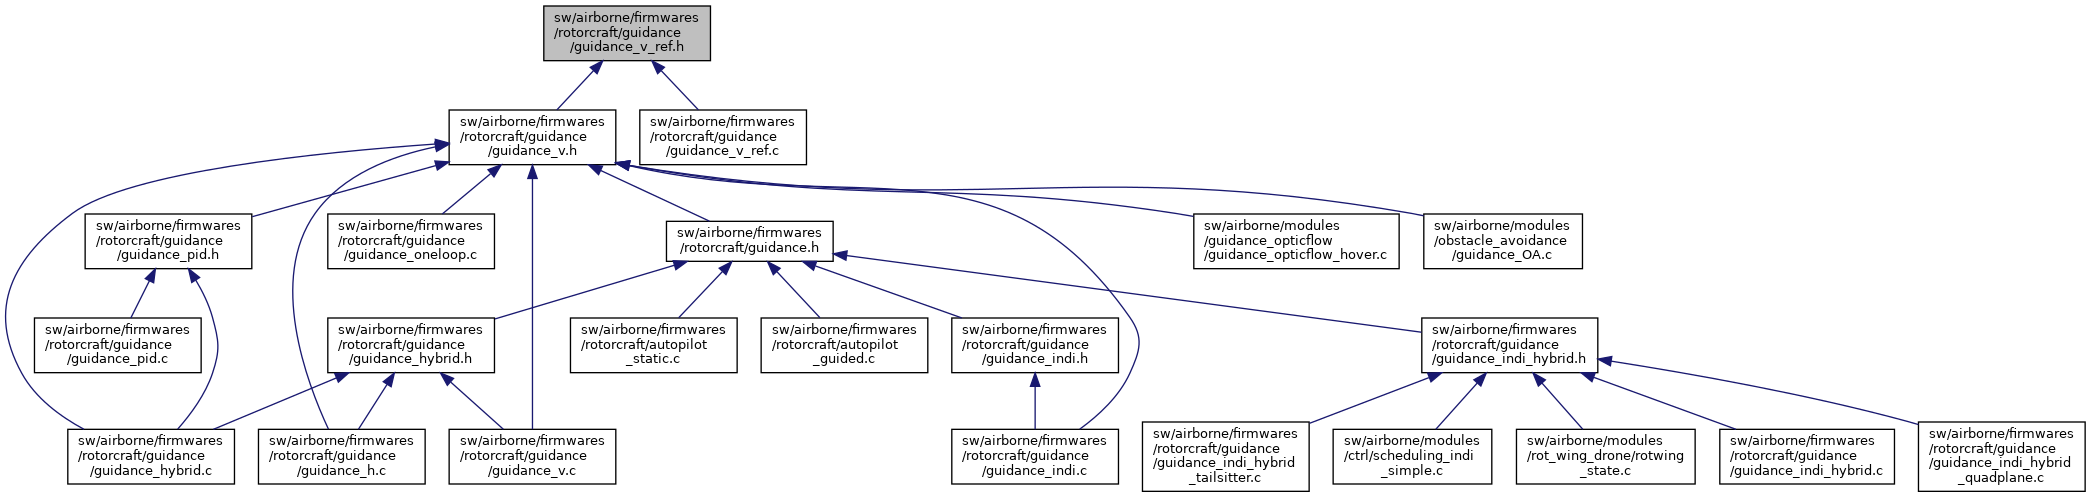 sw/airborne/firmwares
/rotorcraft/guidance
/guidance_v_ref.h
sw/airborne/firmwares
/rotorcraft/guidance
/guidance_v.h
sw/airborne/firmwares
/rotorcraft/guidance
/guidance_v_ref.c
sw/airborne/firmwares
/rotorcraft/guidance
/guidance_pid.h
sw/airborne/firmwares
/rotorcraft/guidance
/guidance_oneloop.c
sw/airborne/firmwares
/rotorcraft/guidance.h
sw/airborne/modules
/guidance_opticflow
/guidance_opticflow_hover.c
sw/airborne/modules
/obstacle_avoidance
/guidance_OA.c
sw/airborne/firmwares
/rotorcraft/guidance
/guidance_pid.c
sw/airborne/firmwares
/rotorcraft/guidance
/guidance_hybrid.h
sw/airborne/firmwares
/rotorcraft/autopilot
_static.c
sw/airborne/firmwares
/rotorcraft/autopilot
_guided.c
sw/airborne/firmwares
/rotorcraft/guidance
/guidance_indi.h
sw/airborne/firmwares
/rotorcraft/guidance
/guidance_indi_hybrid.h
sw/airborne/firmwares
/rotorcraft/guidance
/guidance_hybrid.c
sw/airborne/firmwares
/rotorcraft/guidance
/guidance_h.c
sw/airborne/firmwares
/rotorcraft/guidance
/guidance_v.c
sw/airborne/firmwares
/rotorcraft/guidance
/guidance_indi.c
sw/airborne/firmwares
/rotorcraft/guidance
/guidance_indi_hybrid
_tailsitter.c
sw/airborne/modules
/ctrl/scheduling_indi
_simple.c
sw/airborne/modules
/rot_wing_drone/rotwing
_state.c
sw/airborne/firmwares
/rotorcraft/guidance
/guidance_indi_hybrid.c
sw/airborne/firmwares
/rotorcraft/guidance
/guidance_indi_hybrid
_quadplane.c